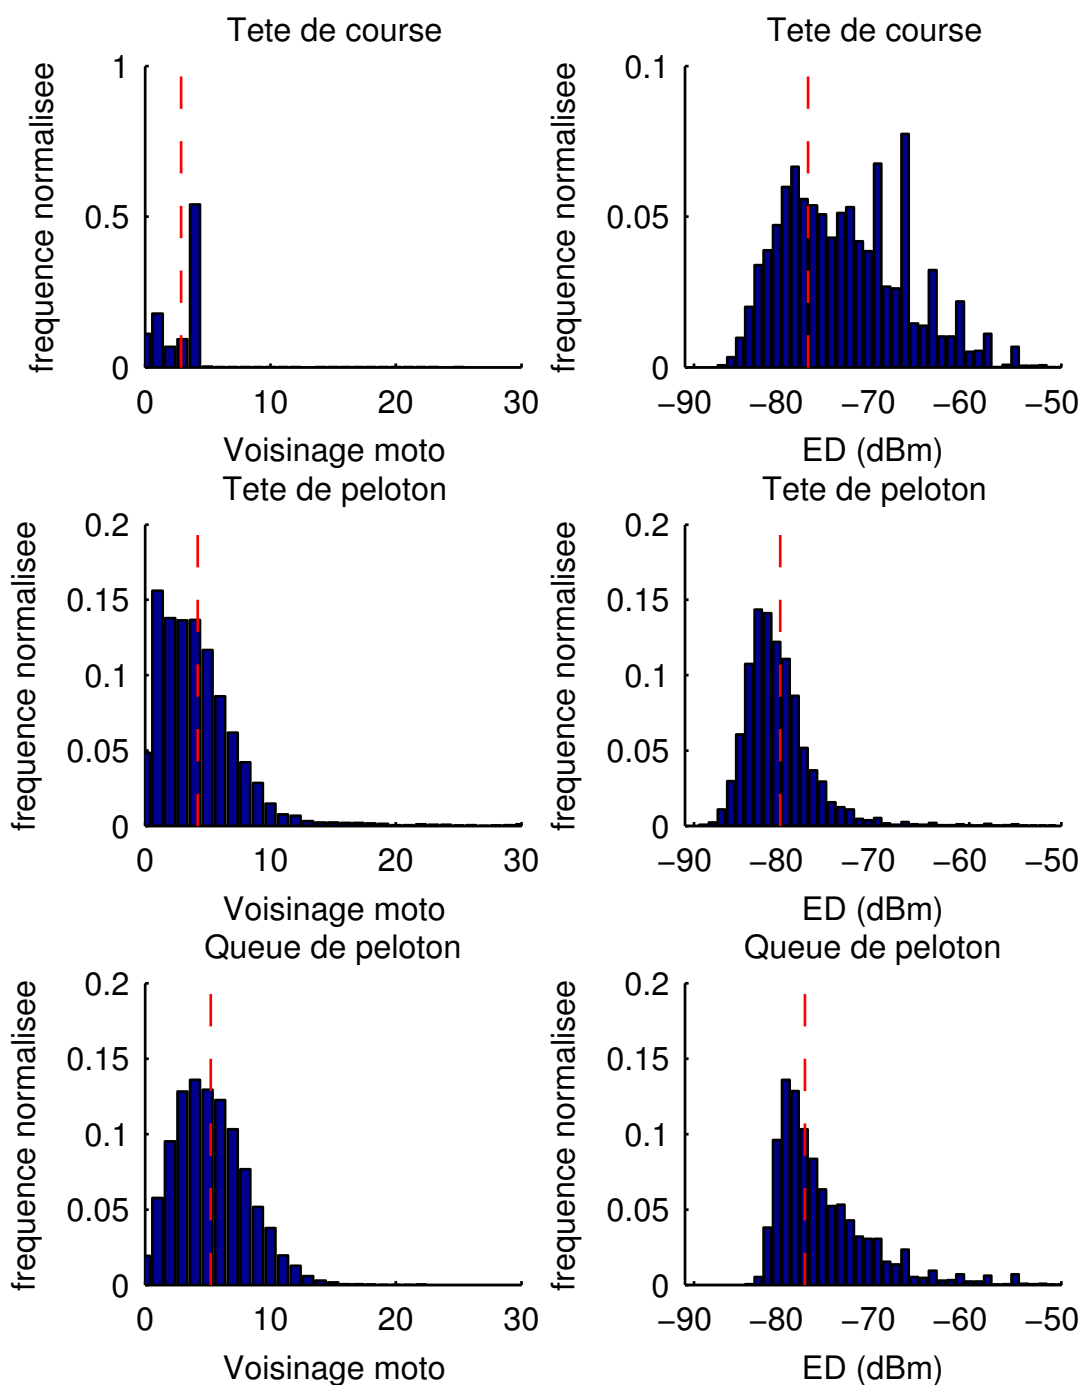 Tete de course
frequence normalisee
1
0.5
0
0
10
20
30
Voisinage moto
Tete de course
frequence normalisee
0.1
0.05
0
−90
−80
−70
−60
−50
ED (dBm)
Tete de peloton
frequence normalisee
0.2
0.15
0.1
0.05
0
0
10
20
30
Voisinage moto
Tete de peloton
frequence normalisee
0.2
0.15
0.1
0.05
0
−90
−80
−70
−60
−50
ED (dBm)
Queue de peloton
frequence normalisee
0.2
0.15
0.1
0.05
0
0
10
20
30
Voisinage moto
Queue de peloton
frequence normalisee
0.2
0.15
0.1
0.05
0
−90
−80
−70
−60
−50
ED (dBm)